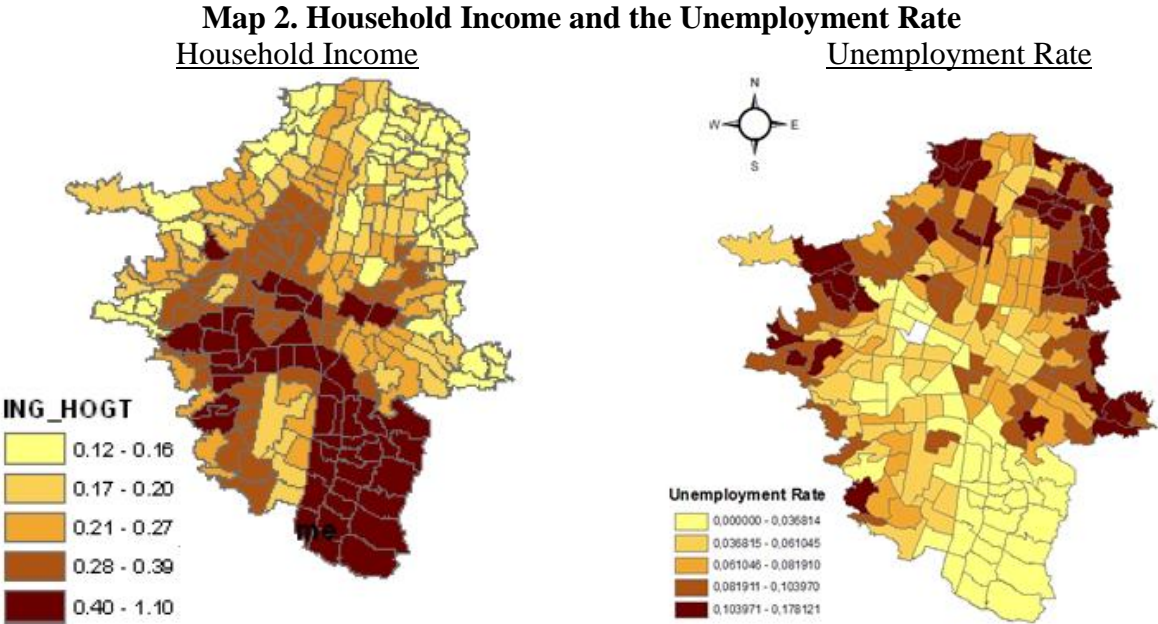 Map 2. Household Income and the Unemployment Rate
Household Income
Unemployment Rate
N
W
E
S
ING_HOGT
0.12 - 0.16
0.17 - 0.20
0.21 - 0.27
0.28 - 0.39
0.40 - 1.10
me
Unemployment Rate
0,000000 - 0,036814
0,036815 - 0,061045
0,061046 - 0,081910
0,081911 - 0,103970
0,103971 - 0,178121